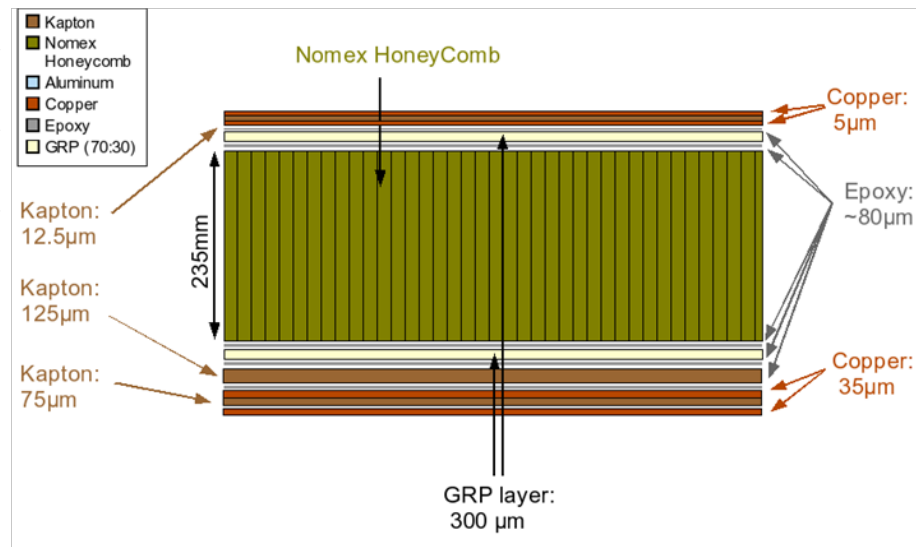 Kapton
Nomex
Honeycomb
Aluminum
Copper
Epoxy
GRP (70:30)
Nomex HoneyComb
Copper:
5µm
Kapton:
12.5µm
Epoxy:
~80µm
235mm
Kapton:
125µm
Kapton:
75µm
Copper:
35µm
GRP layer:
300 µm